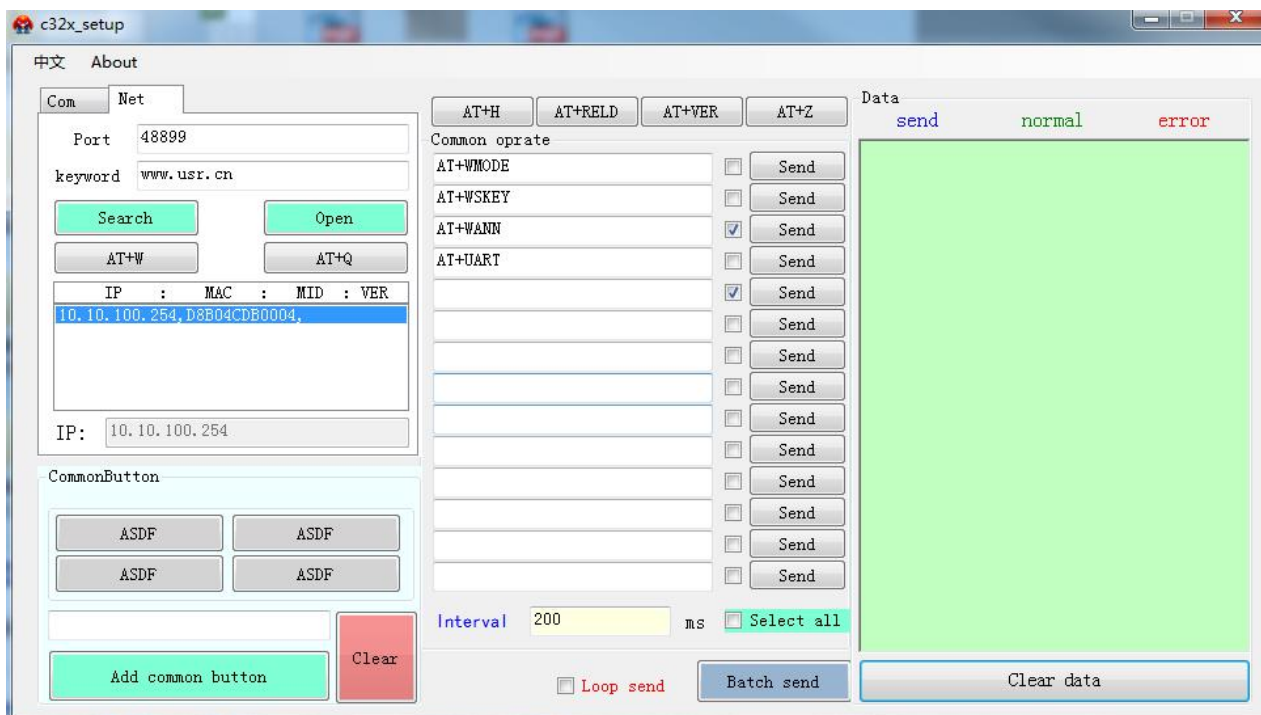 c32x_setup
中文 About
Com Net
Port 48899
keyword www.usr.cn
Search Open
AT+W AT+Q
IP : MAC : MID : VER
10.10.100.254,D8B04CDB0004,
IP: 10.10.100.254
CommonButton
ASDF ASDF
ASDF ASDF
Add common button
Clear
AT+H AT+RELD AT+VER AT+Z
Common oprate
AT+WMODE Send
AT+WSKEY Send
AT+WANN Send
AT+UART Send
Send
Send
Send
Send
Send
Send
Send
Send
Send
Send
Interval 200 ms Select all
Loop send Batch send
Data
send normal error
Clear data